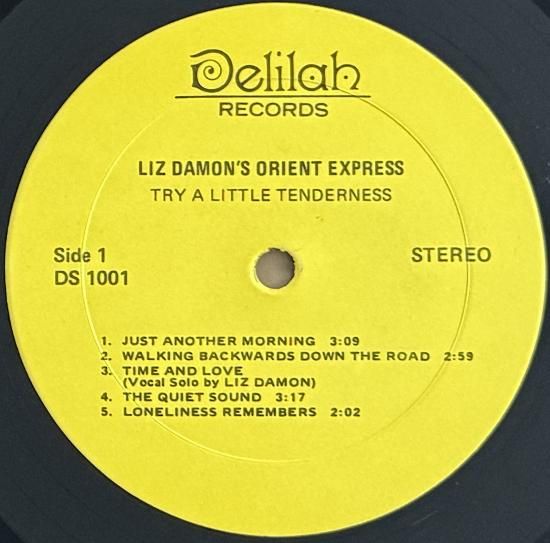 Delilah
RECORDS
LIZ DAMON'S ORIENT EXPRESS
TRY A LITTLE TENDERNESS
Side 1
STEREO
DS 1001
1. JUST ANOTHER MORNING 3:09
2. WALKING BACKWARDS DOWN THE ROAD 2:59
3. TIME AND LOVE
(Vocal Solo by LIZ DAMON)
4. THE QUIET SOUND 3:17
5. LONELINESS REMEMBERS 2:02